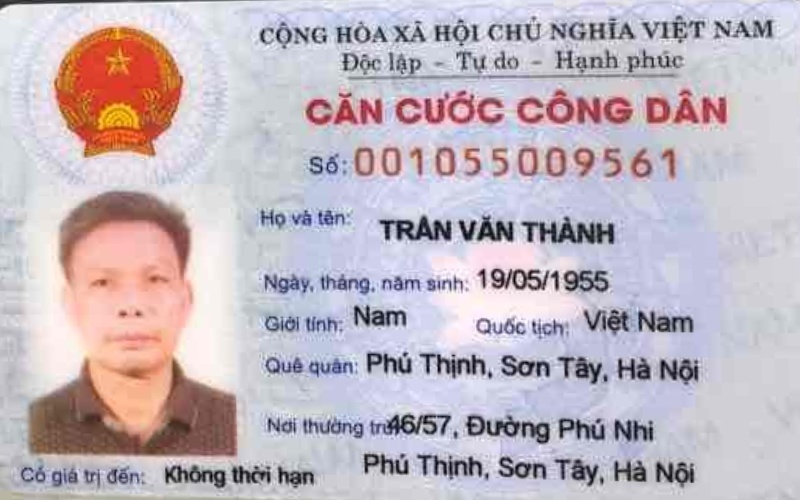 CỘNG HÒA XÃ HỘI CHỦ NGHĨA VIỆT NAM
Độc lập - Tự do - Hạnh phúc
CĂN CƯỚC CÔNG DÂN
Số: 001055009561
Họ và tên: TRẦN VĂN THÀNH
Ngày, tháng, năm sinh: 19/05/1955
Giới tính: Nam Quốc tịch: Việt Nam
Quê quán: Phú Thịnh, Sơn Tây, Hà Nội
Nơi thường trú: 46/57, Đường Phú Nhi
Phú Thịnh, Sơn Tây, Hà Nội
Có giá trị đến: Không thời hạn